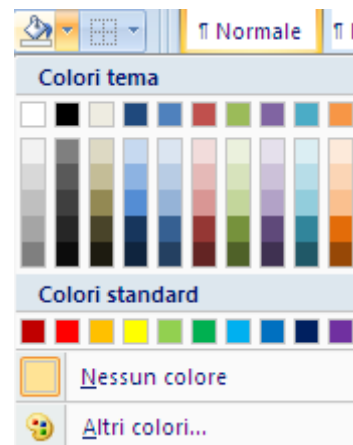 ¶ Normale ¶
Colori tema
Colori standard
Nessun colore
Altri colori...